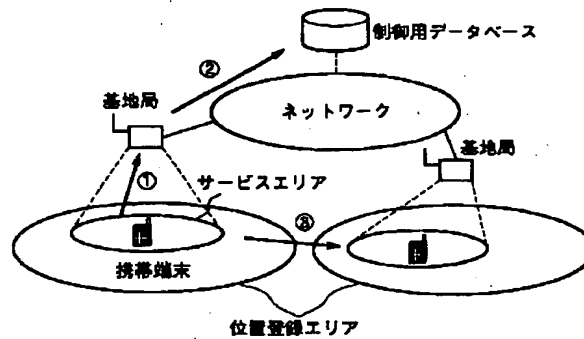 制御用データベース
②
基地局
ネットワーク
基地局
①
サービスエリア
③
携帯端末
位置登録エリア